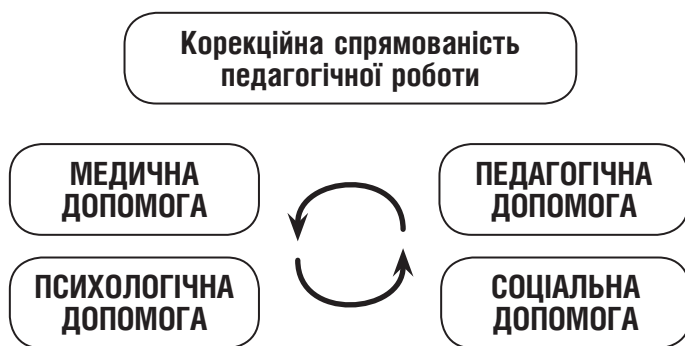 Корекційна спрямованість
педагогічної роботи
МЕДИЧНА
ДОПОМОГА
ПЕДАГОГІЧНА
ДОПОМОГА
ПСИХОЛОГІЧНА
ДОПОМОГА
СОЦІАЛЬНА
ДОПОМОГА